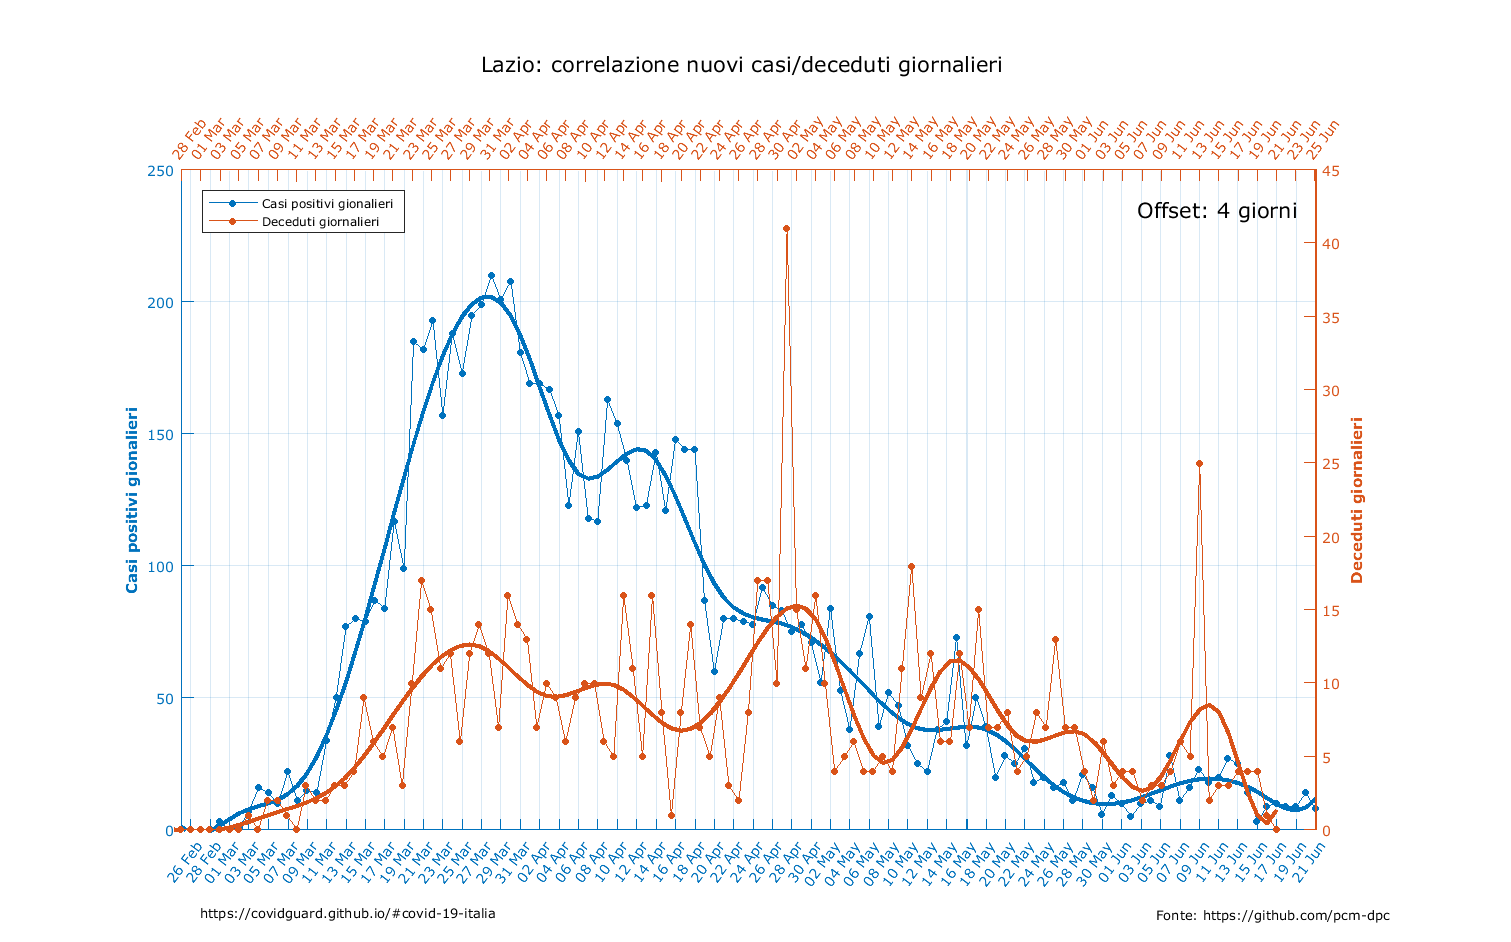 Lazio: correlazione nuovi casi/deceduti giornalieri
28 Feb
01 Mar
03 Mar
05 Mar
07 Mar
09 Mar
11 Mar
13 Mar
15 Mar
17 Mar
19 Mar
21 Mar
23 Mar
25 Mar
27 Mar
29 Mar
31 Mar
02 Apr
04 Apr
06 Apr
08 Apr
10 Apr
12 Apr
14 Apr
16 Apr
18 Apr
20 Apr
22 Apr
24 Apr
26 Apr
28 Apr
30 Apr
02 May
04 May
06 May
08 May
10 May
12 May
14 May
16 May
18 May
20 May
22 May
24 May
26 May
28 May
30 May
01 Jun
03 Jun
05 Jun
07 Jun
09 Jun
11 Jun
13 Jun
15 Jun
17 Jun
19 Jun
21 Jun
23 Jun
25 Jun
Casi positivi gionalieri
Deceduti giornalieri
Offset: 4 giorni
250
200
150
100
50
0
Casi positivi gionalieri
45
40
35
30
25
20
15
10
5
0
Deceduti giornalieri
26 Feb
28 Feb
01 Mar
03 Mar
05 Mar
07 Mar
09 Mar
11 Mar
13 Mar
15 Mar
17 Mar
19 Mar
21 Mar
23 Mar
25 Mar
27 Mar
29 Mar
31 Mar
02 Apr
04 Apr
06 Apr
08 Apr
10 Apr
12 Apr
14 Apr
16 Apr
18 Apr
20 Apr
22 Apr
24 Apr
26 Apr
28 Apr
30 Apr
02 May
04 May
06 May
08 May
10 May
12 May
14 May
16 May
18 May
20 May
22 May
24 May
26 May
28 May
30 May
01 Jun
03 Jun
05 Jun
07 Jun
09 Jun
11 Jun
13 Jun
15 Jun
17 Jun
19 Jun
21 Jun
https://covidguard.github.io/#covid-19-italia
Fonte: https://github.com/pcm-dpc